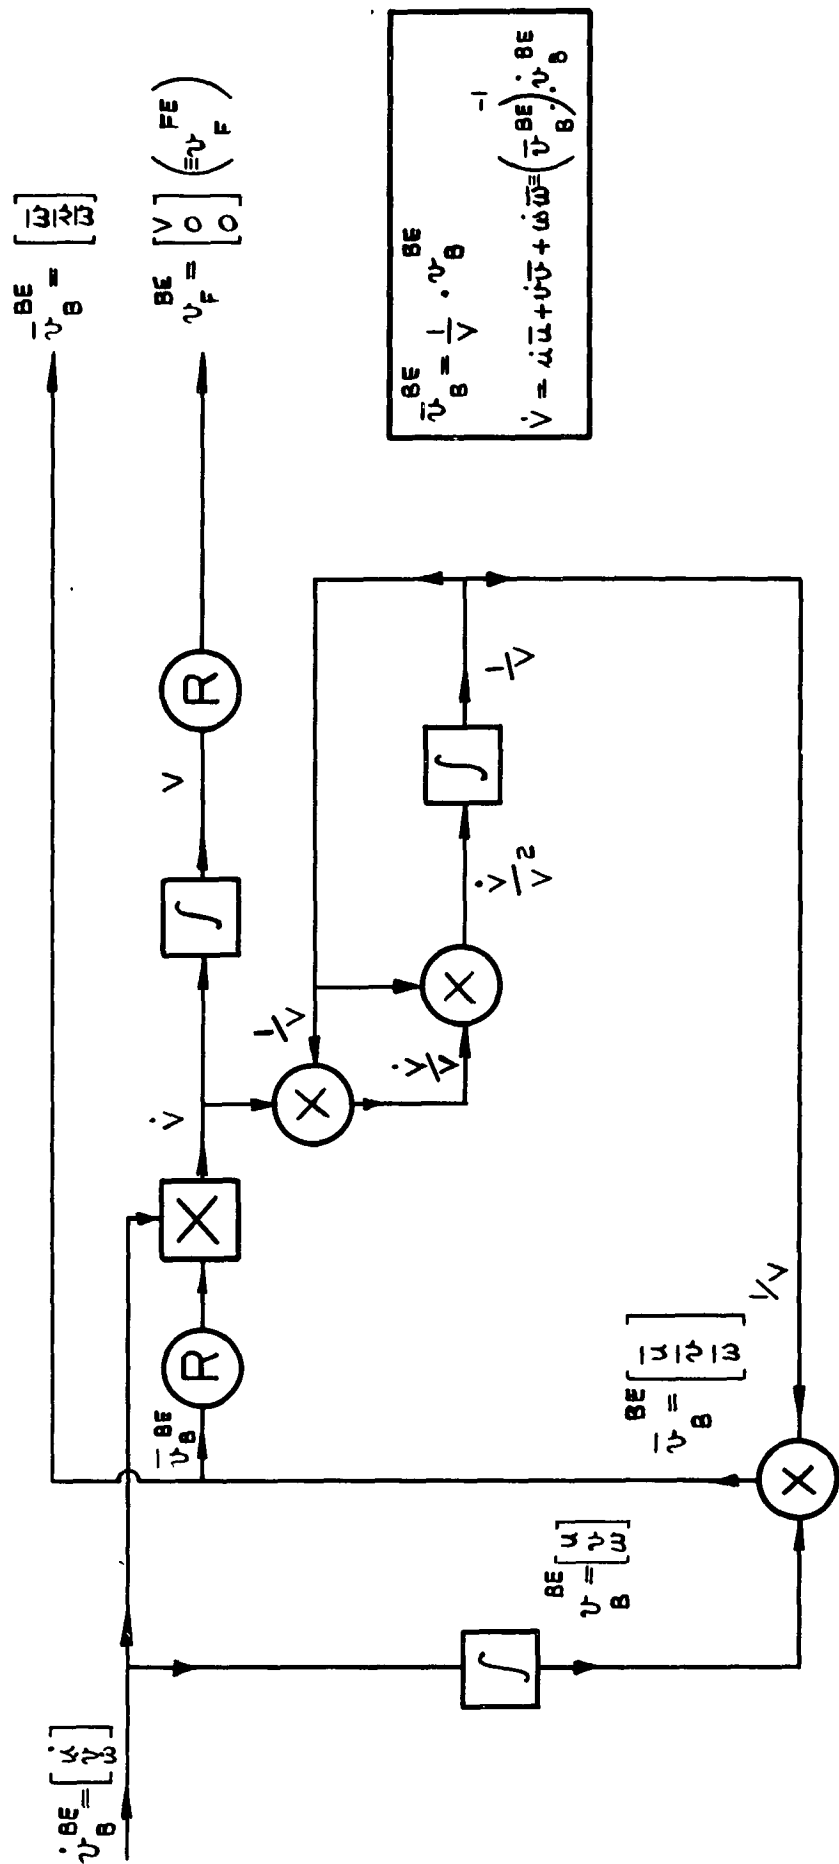 v̄_B^BE = [ū v̄ w̄]
v_F^BE = [V 0 0] (≡ v_F^FE)
v̄_B^BE = 1/V · v_B^BE
V̇ = u̇ū + v̇v̄ + ẇw̄ = (v̄_B^BE)^-1 · v̇_B^BE
v̇_B^BE = [u̇ v̇ ẇ]
v̄_B^BE
R
X
V̇
∫
V
R
1/V
X
V̇/V
X
V̇/V²
∫
1/V
∫
v_B^BE = [u v w]
X
v̄_B^BE = [ū v̄ w̄]
1/V